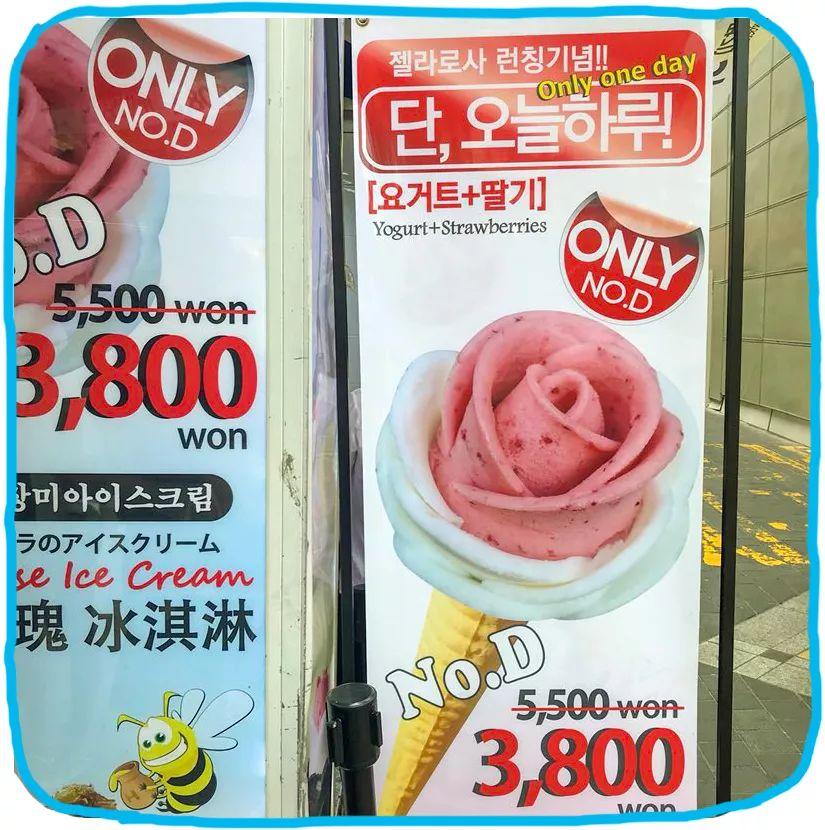 ONLY
NO.D
.D
5,500 won
3,800
won
장미아이스크림
ラのアイスクリーム
se Ice Cream
瑰 冰淇淋
젤라로사 런칭기념!!
Only one day
단, 오늘하루!
[요거트+딸기]
Yogurt+Strawberries
ONLY
NO.D
No.D
5,500 won
3,800
won